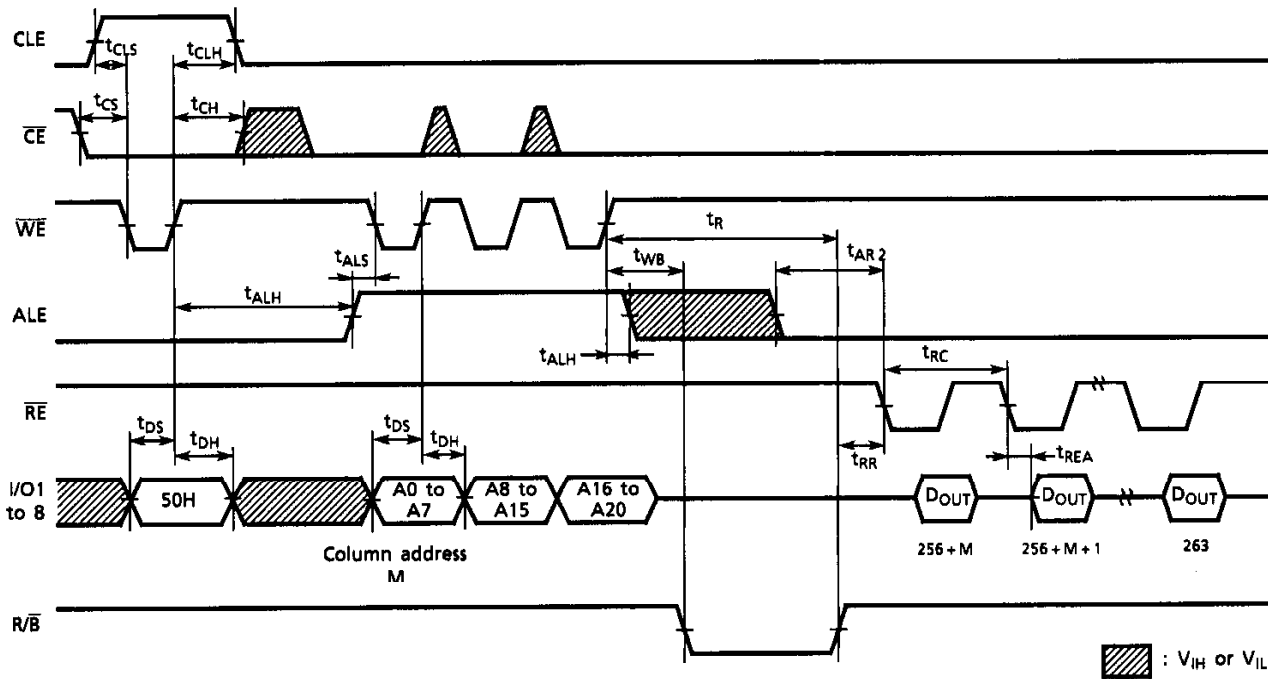 CLE
tCLS
tCLH
CE
tCS
tCH
WE
tALS
tR
tWB
tAR2
ALE
tALH
tALH
tRC
RE
tDS
tDH
tDS
tDH
tRR
tREA
I/O1
to 8
50H
A0 to
A7
A8 to
A15
A16 to
A20
DOUT
DOUT
DOUT
256 + M
256 + M + 1
263
Column address
M
R/B
: VIH or VIL